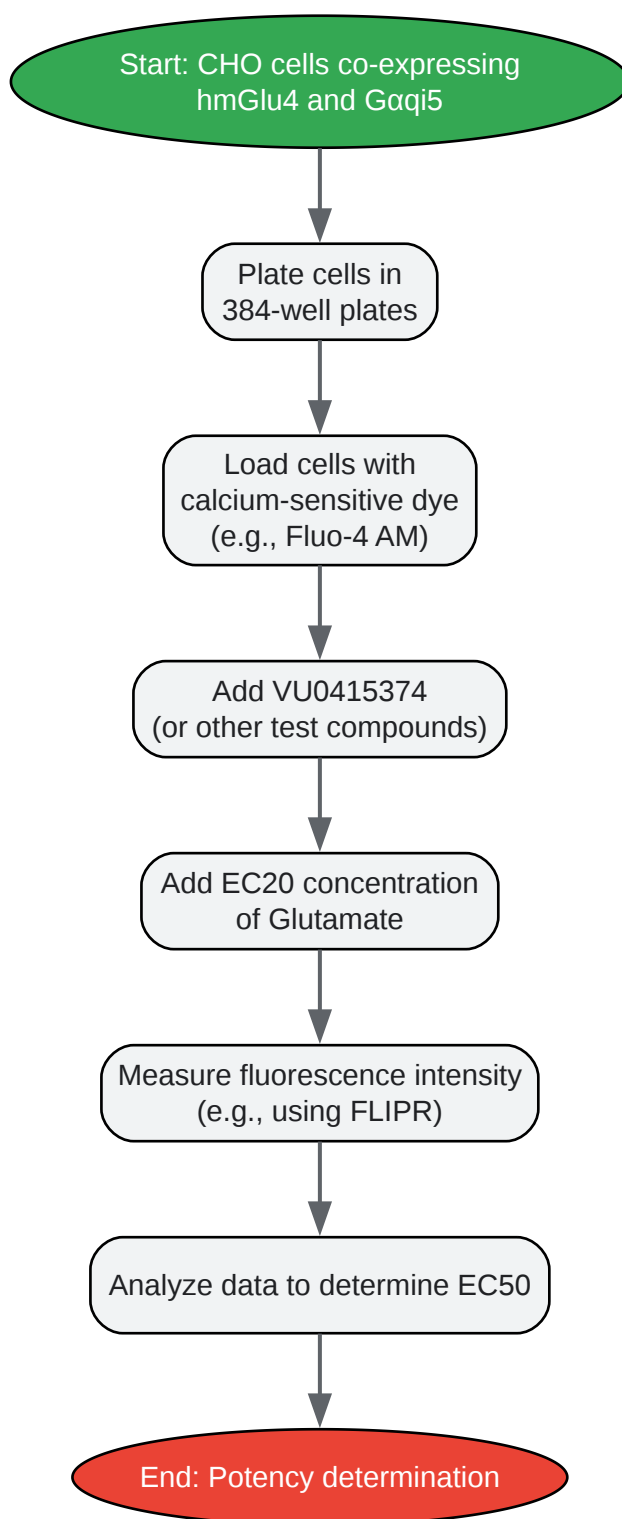 Start: CHO cells co-expressing
hmGlu4 and Gαqi5
Plate cells in
384-well plates
Load cells with
calcium-sensitive dye
(e.g., Fluo-4 AM)
Add VU0415374
(or other test compounds)
Add EC20 concentration
of Glutamate
Measure fluorescence intensity
(e.g., using FLIPR)
Analyze data to determine EC50
End: Potency determination